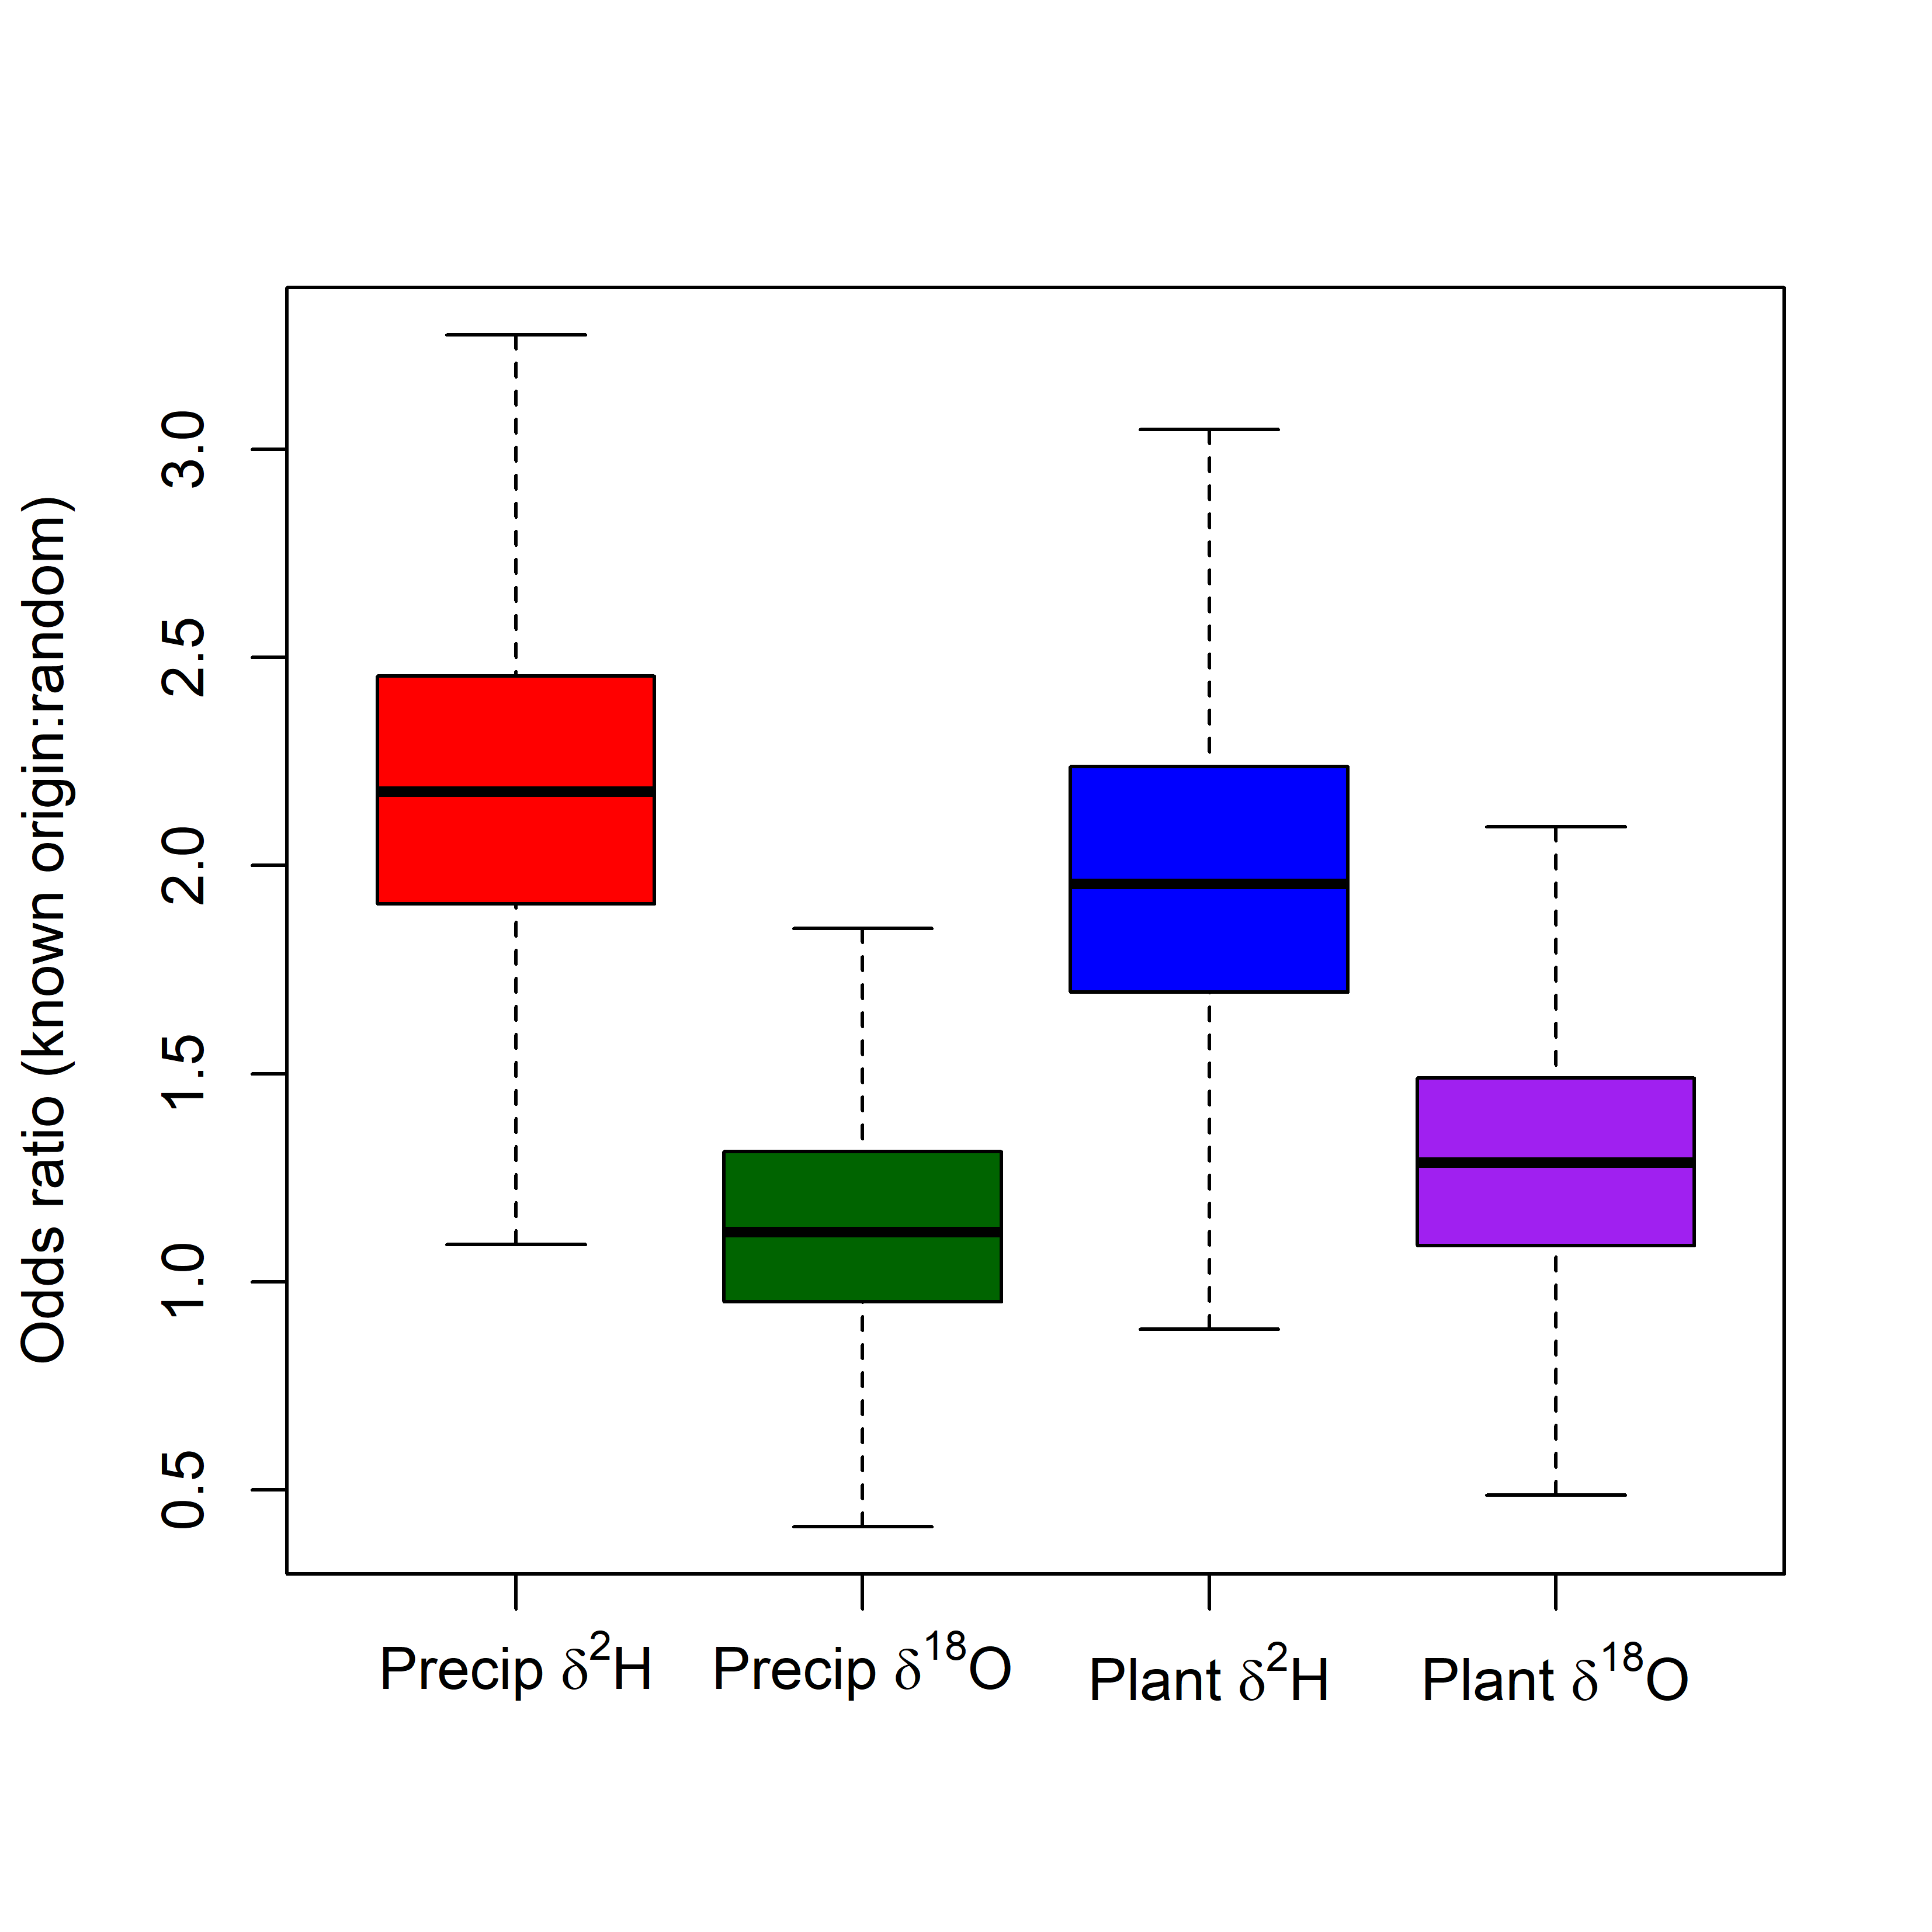 Odds ratio (known origin:random)
3.0
2.5
2.0
1.5
1.0
0.5
Precip δ²H
Precip δ¹⁸O
Plant δ²H
Plant δ¹⁸O